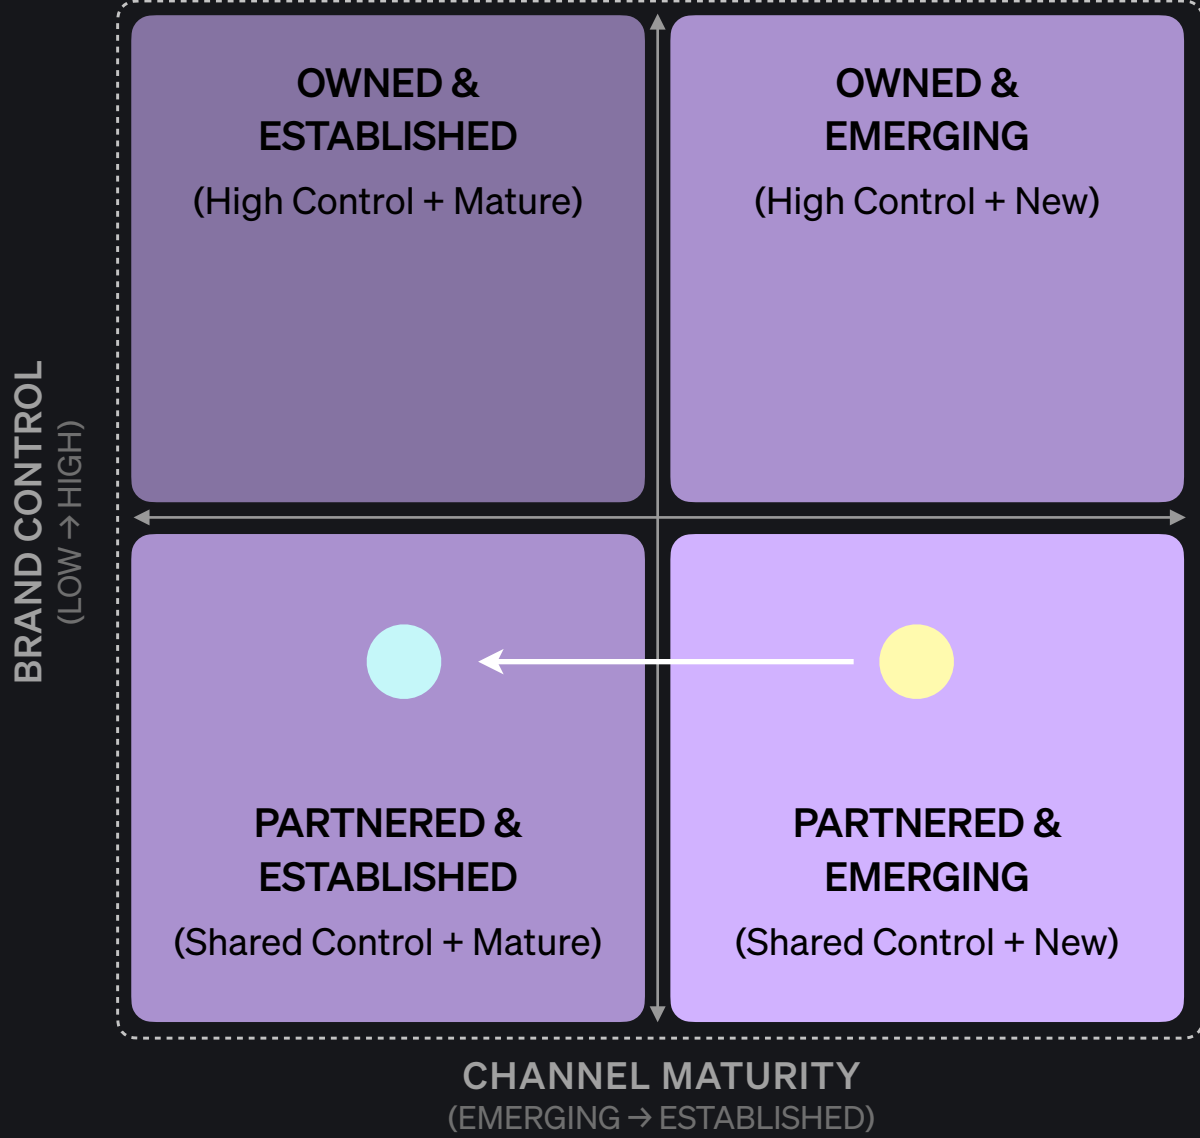 OWNED &
ESTABLISHED
(High Control + Mature)
OWNED &
EMERGING
(High Control + New)
BRAND CONTROL
(LOW → HIGH)
PARTNERED &
ESTABLISHED
(Shared Control + Mature)
PARTNERED &
EMERGING
(Shared Control + New)
CHANNEL MATURITY
(EMERGING → ESTABLISHED)